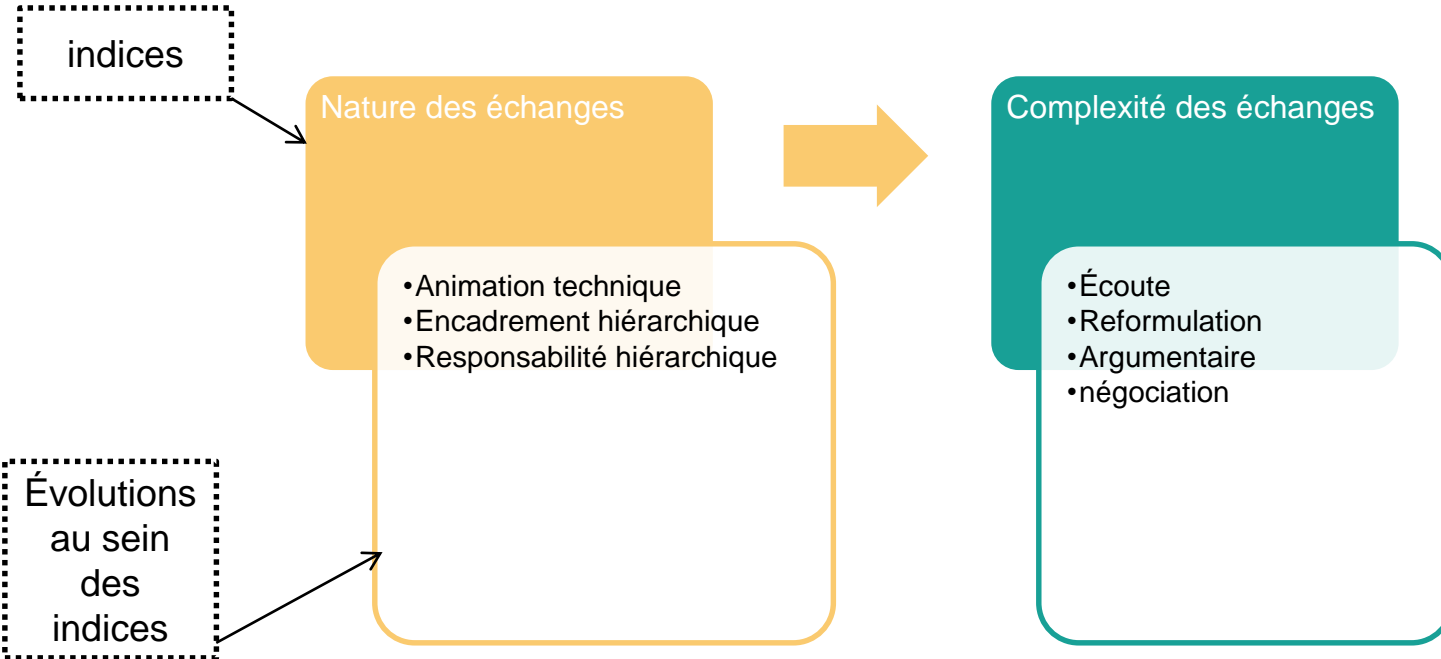 indices
Nature des échanges
Complexité des échanges
•Animation technique
•Encadrement hiérarchique
•Responsabilité hiérarchique
•Écoute
•Reformulation
•Argumentaire
•négociation
Évolutions
au sein
des
indices